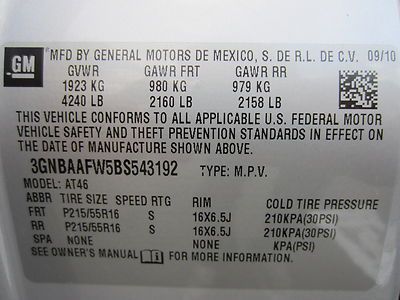 GM
MFD BY GENERAL MOTORS DE MEXICO, S. DE R.L. DE C.V. 09/10
GVWR GAWR FRT GAWR RR
1923 KG 980 KG 979 KG
4240 LB 2160 LB 2158 LB
THIS VEHICLE CONFORMS TO ALL APPLICABLE U.S. FEDERAL MOTOR
VEHICLE SAFETY AND THEFT PREVENTION STANDARDS IN EFFECT ON
THE DATE OF MANUFACTURE SHOWN ABOVE.
3GNBAAFW5BS543192 TYPE: M.P.V.
MODEL: AT46
ABBR TIRE SIZE SPEED RTG RIM COLD TIRE PRESSURE
FRT P215/55R16 S 16X6.5J 210KPA(30PSI)
RR P215/55R16 S 16X6.5J 210KPA(30PSI)
SPA NONE NONE KPA(PSI)
SEE OWNER'S MANUAL i FOR MORE INFORMATION.